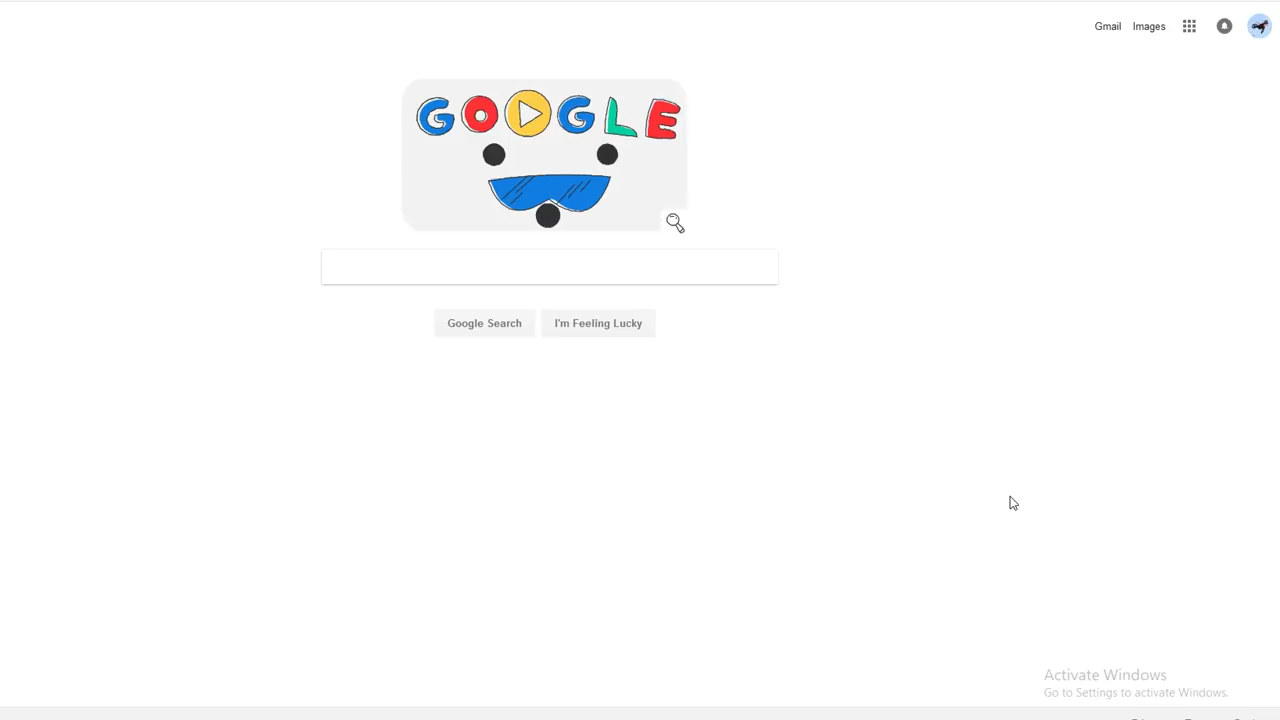 Gmail Images
GOOGLE
Google Search I'm Feeling Lucky
Activate Windows
Go to Settings to activate Windows.